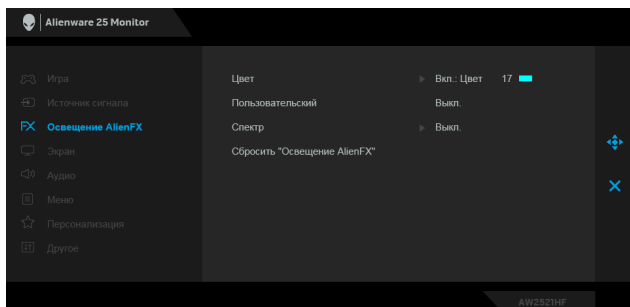 Alienware 25 Monitor
Игра
Источник сигнала
FX Освещение AlienFX
Экран
Аудио
Меню
Персонализация
Другое
Цвет Вкл.: Цвет 17
Пользовательский Выкл.
Спектр Выкл.
Сбросить "Освещение AlienFX"
AW2521HF